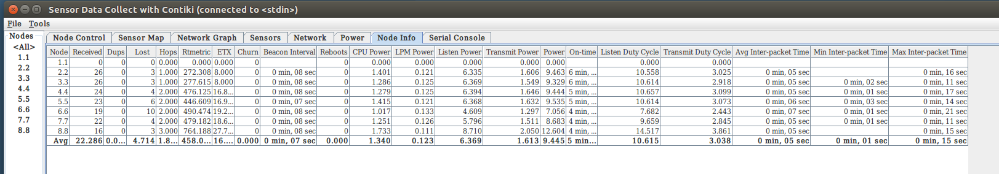 Sensor Data Collect with Contiki (connected to <stdin>)
File Tools
Nodes
<All>
1.1
2.2
3.3
4.4
5.5
6.6
7.7
8.8
Node Control Sensor Map Network Graph Sensors Network Power Node Info Serial Console
Node Received Dups Lost Hops Rtmetric ETX Churn Beacon Interval Reboots CPU Power LPM Power Listen Power Transmit Power Power On-time Listen Duty Cycle Transmit Duty Cycle Avg Inter-packet Time Min Inter-packet Time Max Inter-packet Time
1.1 0 0 0 0.000 0.000 0.000 0 0 0.000 0.000 0.000 0.000 0.000 0.000 0.000
2.2 26 0 3 1.000 272.308 8.000 0 0 min, 08 sec 0 1.401 0.121 6.335 1.606 9.463 6 min, ... 10.558 3.025 0 min, 05 sec 0 min, 16 sec
3.3 26 0 3 1.000 277.615 8.000 0 0 min, 08 sec 0 1.286 0.125 6.369 1.549 9.329 6 min, ... 10.614 2.918 0 min, 05 sec 0 min, 02 sec 0 min, 11 sec
4.4 24 0 4 2.000 476.125 16.8... 0 0 min, 08 sec 0 1.279 0.125 6.394 1.646 9.444 5 min, ... 10.657 3.099 0 min, 05 sec 0 min, 01 sec 0 min, 17 sec
5.5 23 0 6 2.000 446.609 16.9... 0 0 min, 07 sec 0 1.415 0.121 6.368 1.632 9.535 5 min, ... 10.614 3.073 0 min, 06 sec 0 min, 03 sec 0 min, 14 sec
6.6 19 0 10 2.000 490.474 19.2... 0 0 min, 08 sec 0 1.017 0.133 4.609 1.297 7.056 4 min, ... 7.682 2.443 0 min, 07 sec 0 min, 01 sec 0 min, 21 sec
7.7 22 0 4 2.000 479.182 18.6... 0 0 min, 08 sec 0 1.251 0.126 5.796 1.511 8.683 4 min, ... 9.659 2.845 0 min, 05 sec 0 min, 01 sec 0 min, 11 sec
8.8 16 0 3 3.000 764.188 27.7... 0 0 min, 08 sec 0 1.733 0.111 8.710 2.050 12.604 4 min, ... 14.517 3.861 0 min, 05 sec 0 min, 15 sec
Avg 22.286 0.0... 4.714 1.8... 458.0... 16.... 0.000 0 min, 07 sec 0.000 1.340 0.123 6.369 1.613 9.445 5 min... 10.615 3.038 0 min, 05 sec 0 min, 01 sec 0 min, 15 sec